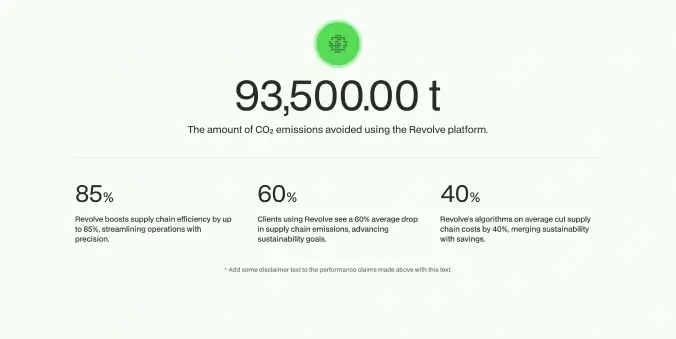 93,500.00 t
The amount of CO₂ emissions avoided using the Revolve platform.
85%
Revolve boosts supply chain efficiency by up
to 85%, streamlining operations with
precision.
60%
Clients using Revolve see a 60% average drop
in supply chain emissions, advancing
sustainability goals.
40%
Revolve's algorithms on average cut supply
chain costs by 40%, merging sustainability
with savings.
* Add some disclaimer text to the performance claims made above with this text